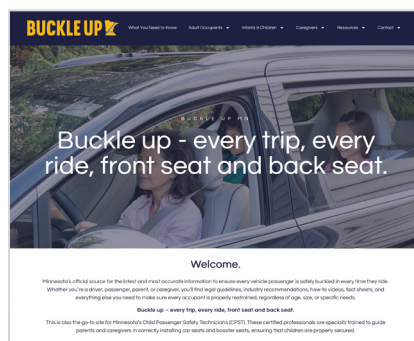 BUCKLE UP
What You Need to Know Adult Occupants Infants & Children Caregivers Resources Contact
BUCKLE UP MN
Buckle up - every trip, every
ride, front seat and back seat.
Welcome.
Minnesota's official source for the latest and most accurate information to ensure every vehicle passenger is safely buckled in every time they ride.
Whether you're a driver, passenger, parent, or caregiver, you'll find legal guidelines, industry recommendations, how-to videos, fact sheets, and
everything else you need to make sure every occupant is properly restrained, regardless of age, size, or specific needs.
Buckle up – every trip, every ride, front seat and back seat.
This is also the go-to site for Minnesota's Child Passenger Safety Technicians (CPST). These certified professionals are specially trained to guide
parents and caregivers in correctly installing car seats and booster seats, ensuring that children are properly secured.